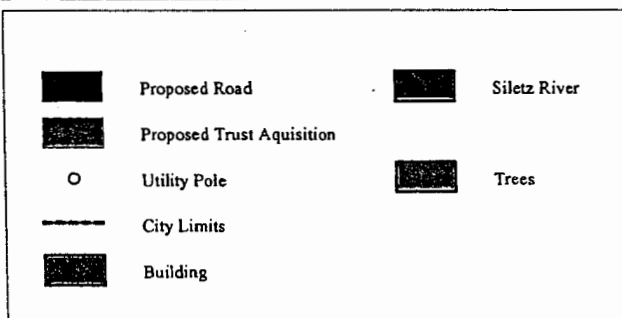 Proposed Road
Proposed Trust Aquisition
Utility Pole
City Limits
Building
Siletz River
Trees